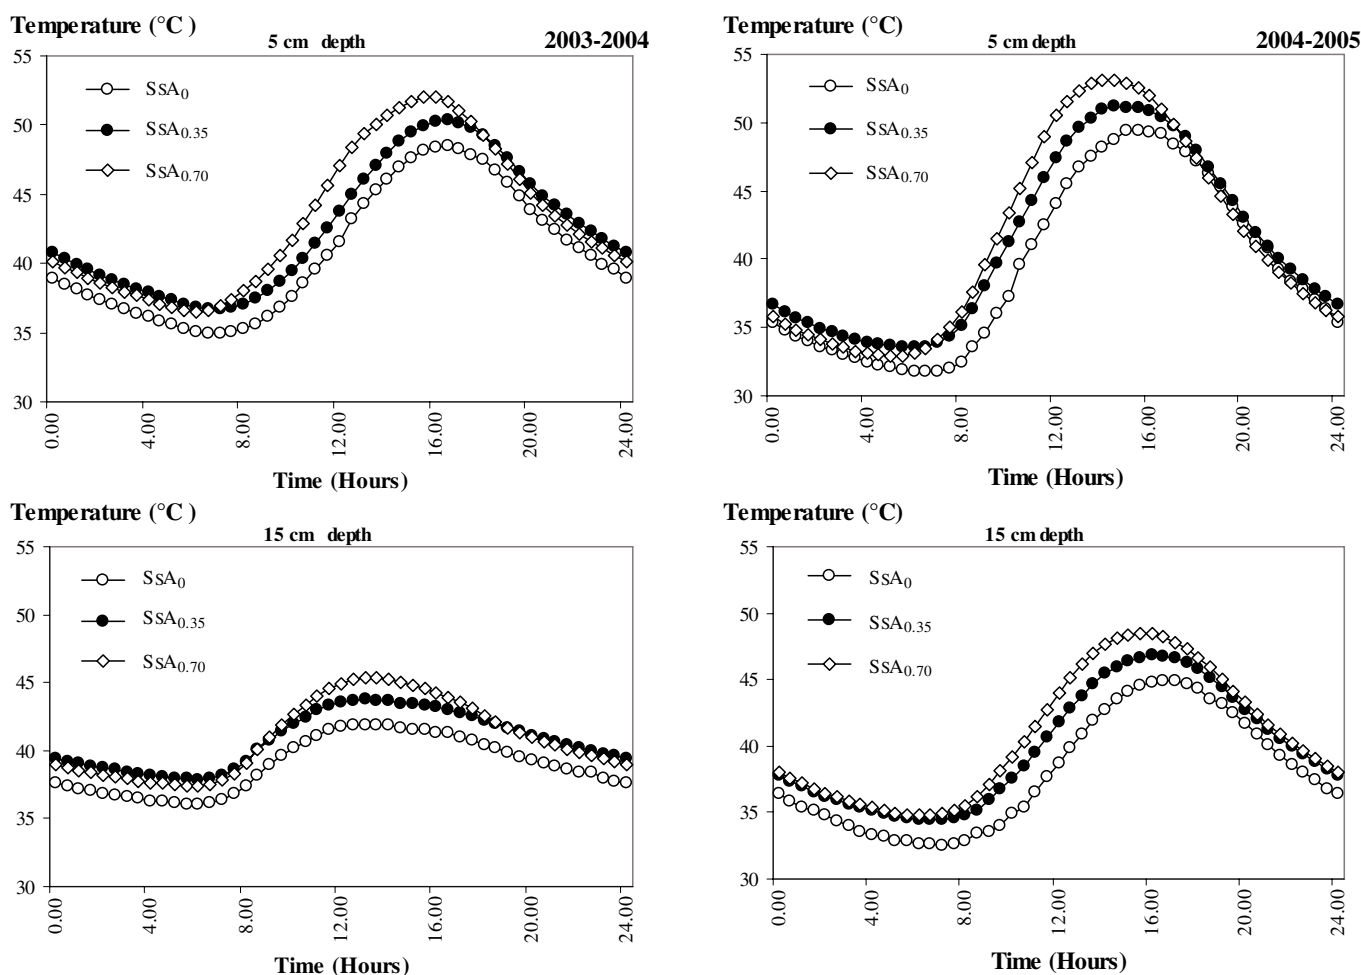 Temperature (°C )
5 cm depth
2003-2004
55
50
45
40
35
30
SSA0
SSA0.35
SSA0.70
0.00
4.00
8.00
12.00
16.00
20.00
24.00
Time (Hours)
Temperature (°C)
5 cm depth
2004-2005
55
50
45
40
35
30
SSA0
SSA0.35
SSA0.70
0.00
4.00
8.00
12.00
16.00
20.00
24.00
Time (Hours)
Temperature (°C )
15 cm depth
55
50
45
40
35
30
SSA0
SSA0.35
SSA0.70
0.00
4.00
8.00
12.00
16.00
20.00
24.00
Time (Hours)
Temperature (°C)
15 cm depth
55
50
45
40
35
30
SSA0
SSA0.35
SSA0.70
0.00
4.00
8.00
12.00
16.00
20.00
24.00
Time (Hours)